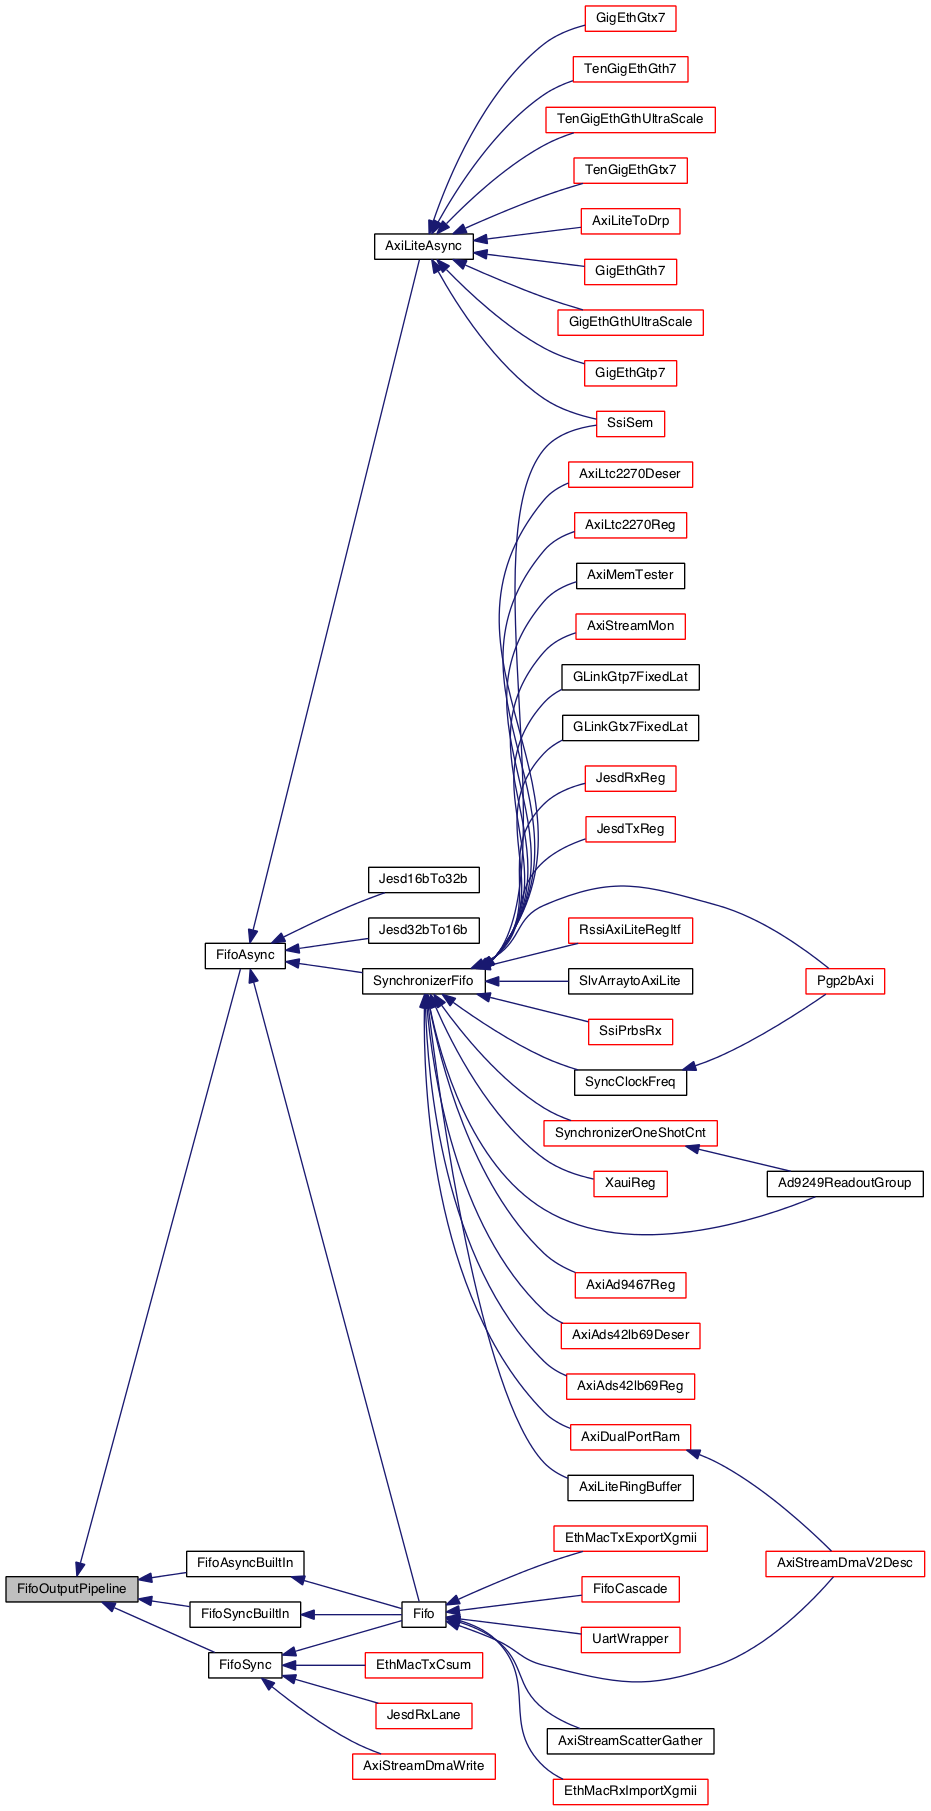 GigEthGtx7
TenGigEthGth7
TenGigEthGthUltraScale
TenGigEthGtx7
AxiLiteToDrp
AxiLiteAsync
GigEthGth7
GigEthGthUltraScale
GigEthGtp7
SsiSem
AxiLtc2270Deser
AxiLtc2270Reg
AxiMemTester
AxiStreamMon
GLinkGtp7FixedLat
GLinkGtx7FixedLat
JesdRxReg
JesdTxReg
Jesd16bTo32b
Jesd32bTo16b
RssiAxiLiteRegItf
FifoAsync
SynchronizerFifo
SlvArraytoAxiLite
Pgp2bAxi
SsiPrbsRx
SyncClockFreq
SynchronizerOneShotCnt
XauiReg
Ad9249ReadoutGroup
AxiAd9467Reg
AxiAds42lb69Deser
AxiAds42lb69Reg
AxiDualPortRam
AxiLiteRingBuffer
EthMacTxExportXgmii
FifoAsyncBuiltIn
AxiStreamDmaV2Desc
FifoOutputPipeline
FifoCascade
FifoSyncBuiltIn
Fifo
UartWrapper
FifoSync
EthMacTxCsum
JesdRxLane
AxiStreamScatterGather
AxiStreamDmaWrite
EthMacRxImportXgmii